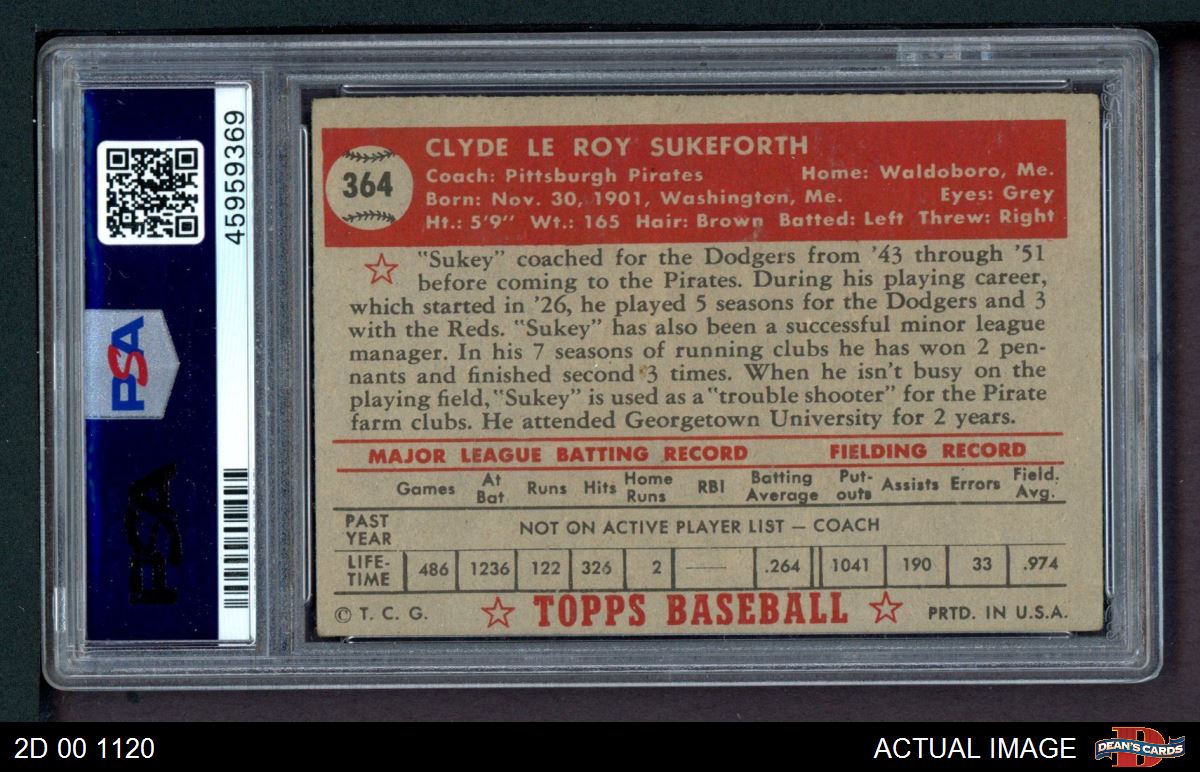 45959369
PSA
PSA
364
CLYDE LE ROY SUKEFORTH
Coach: Pittsburgh Pirates Home: Waldoboro, Me.
Born: Nov. 30, 1901, Washington, Me. Eyes: Grey
Ht.: 5'9" Wt.: 165 Hair: Brown Batted: Left Threw: Right
"Sukey" coached for the Dodgers from '43 through '51
before coming to the Pirates. During his playing career,
which started in '26, he played 5 seasons for the Dodgers and 3
with the Reds. "Sukey" has also been a successful minor league
manager. In his 7 seasons of running clubs he has won 2 pen-
nants and finished second 3 times. When he isn't busy on the
playing field, "Sukey" is used as a "trouble shooter" for the Pirate
farm clubs. He attended Georgetown University for 2 years.
MAJOR LEAGUE BATTING RECORD FIELDING RECORD
Games At Bat Runs Hits Home Runs RBI Batting Average Put-outs Assists Errors Field. Avg.
PAST YEAR NOT ON ACTIVE PLAYER LIST — COACH
LIFE-TIME 486 1236 122 326 2 —— .264 1041 190 33 .974
© T. C. G. ☆ TOPPS BASEBALL ☆ PRTD. IN U.S.A.
2D 00 1120 ACTUAL IMAGE DEAN'S CARDS